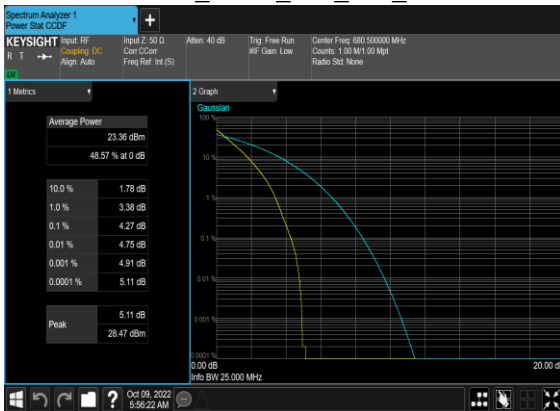 Spectrum Analyzer 1
Power Stat CCDF
+
KEYSIGHT
R T
LXI
Input: RF
Coupling: DC
Align: Auto
Input Z: 50 Ω
Corr CCorr
Freq Ref: Int (S)
Atten: 40 dB
Trig: Free Run
#IF Gain: Low
Center Freq: 680.500000 MHz
Counts: 1.00 M/1.00 Mpt
Radio Std: None
1 Metrics
Average Power
23.36 dBm
48.57 % at 0 dB
10.0 % 1.78 dB
1.0 % 3.38 dB
0.1 % 4.27 dB
0.01 % 4.75 dB
0.001 % 4.91 dB
0.0001 % 5.11 dB
Peak
5.11 dB
28.47 dBm
2 Graph
Gaussian
100 %
10 %
1 %
0.1 %
0.01 %
0.001 %
0.0001 %
0.00 dB
20.00 d
Info BW 25.000 MHz
?
Oct 09, 2022
5:56:22 AM